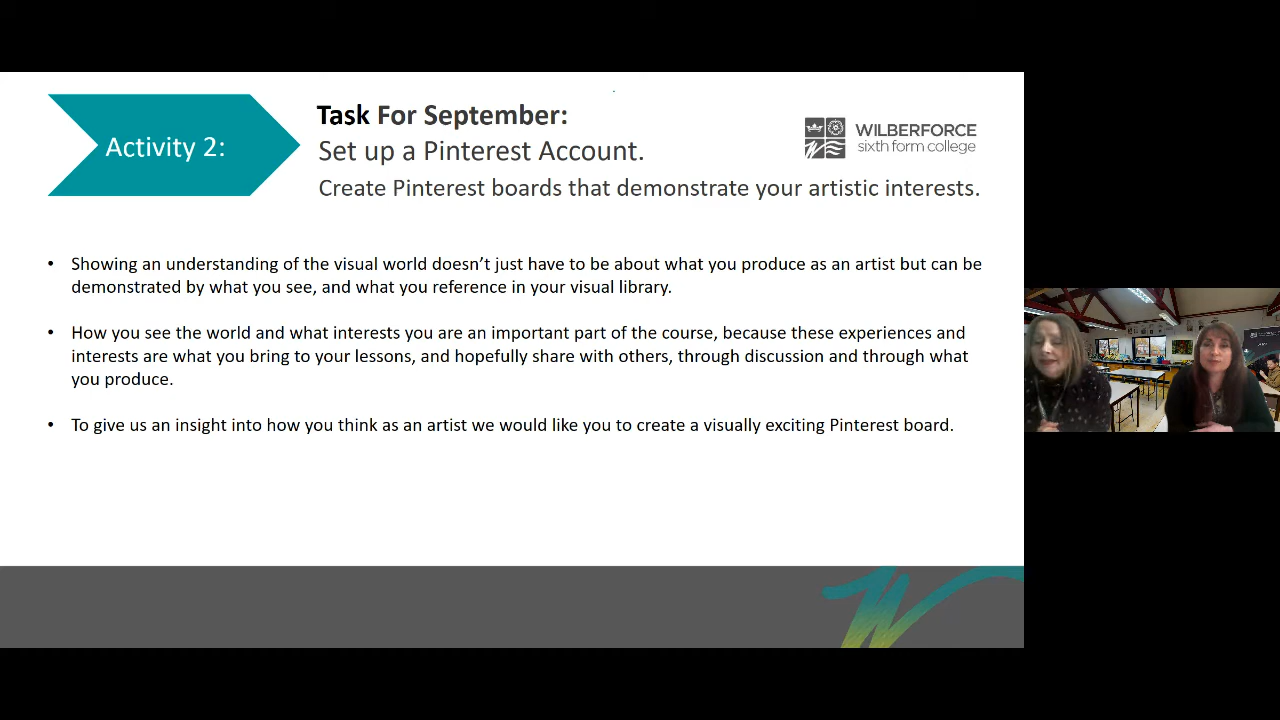 Activity 2:
Task For September:
Set up a Pinterest Account.
Create Pinterest boards that demonstrate your artistic interests.
WILBERFORCE
sixth form college
• Showing an understanding of the visual world doesn’t just have to be about what you produce as an artist but can be
demonstrated by what you see, and what you reference in your visual library.
• How you see the world and what interests you are an important part of the course, because these experiences and
interests are what you bring to your lessons, and hopefully share with others, through discussion and through what
you produce.
• To give us an insight into how you think as an artist we would like you to create a visually exciting Pinterest board.